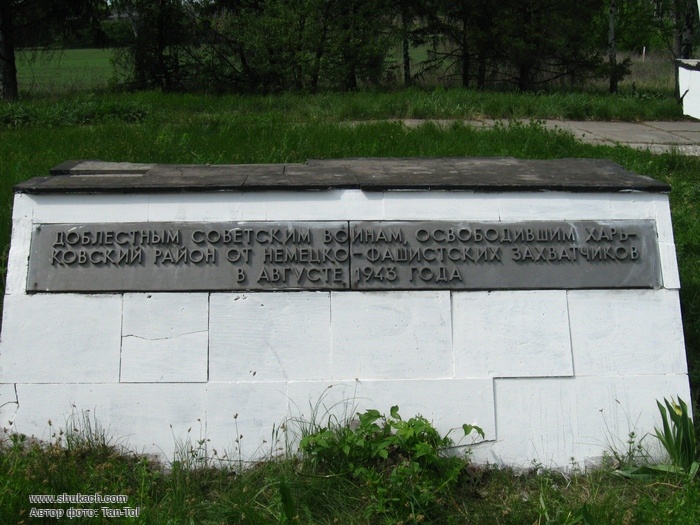 ДОБЛЕСТНЫМ СОВЕТСКИМ ВОИНАМ, ОСВОБОДИВШИМ ХАРЬ-
КОВСКИЙ РАЙОН ОТ НЕМЕЦКО-ФАШИСТСКИХ ЗАХВАТЧИКОВ
В АВГУСТЕ 1943 ГОДА
www.shukach.com
Автор фото: Tan-Tol